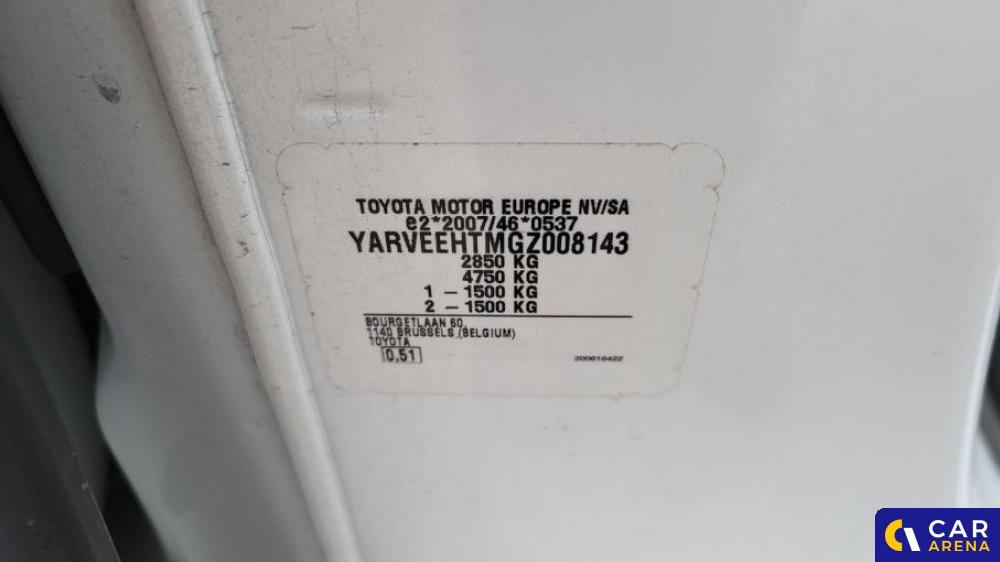 TOYOTA MOTOR EUROPE NV/SA
e2*2007/46*0537
YARVEEHTMGZ008143
2850 KG
4750 KG
1 – 1500 KG
2 – 1500 KG
BOURGETLAAN 60,
1140 BRUSSELS (BELGIUM)
TOYOTA
0,51
200616422
CAR
ARENA